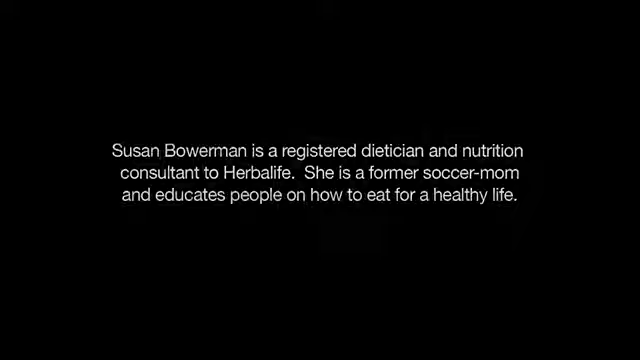 Susan Bowerman is a registered dietician and nutrition
consultant to Herbalife.  She is a former soccer-mom
and educates people on how to eat for a healthy life.